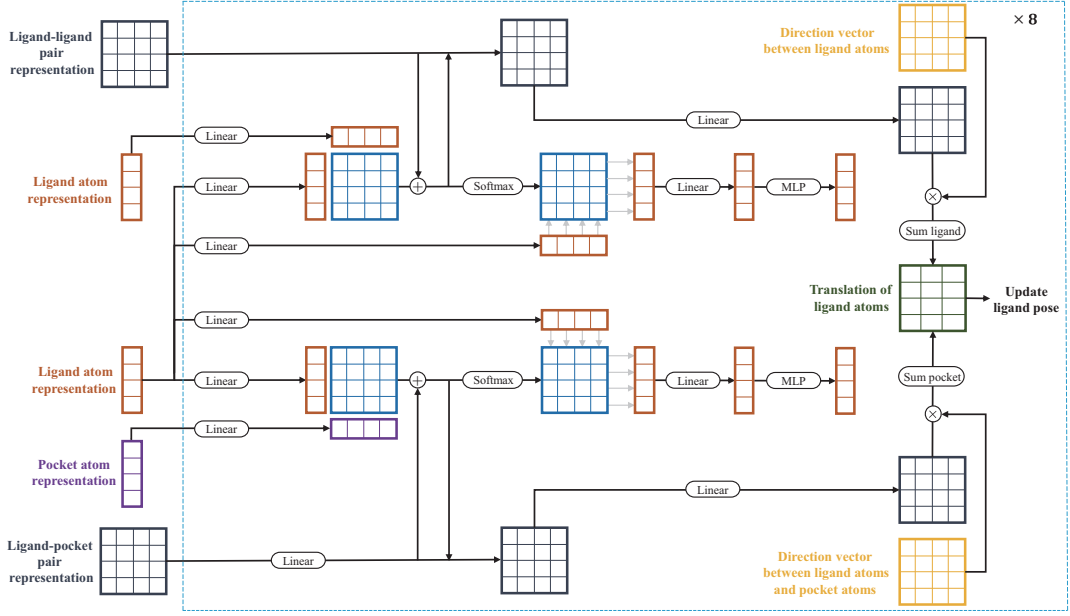 × 8
Ligand-ligand
pair
representation
Direction vector
between ligand atoms
Linear
Linear
Ligand atom
representation
Linear
+
Softmax
Linear
MLP
×
Linear
Sum ligand
Translation of
ligand atoms
Update
ligand pose
Linear
Ligand atom
representation
Linear
+
Softmax
Linear
MLP
Sum pocket
×
Linear
Pocket atom
representation
Linear
Ligand-pocket
pair
representation
Linear
Direction vector
between ligand atoms
and pocket atoms